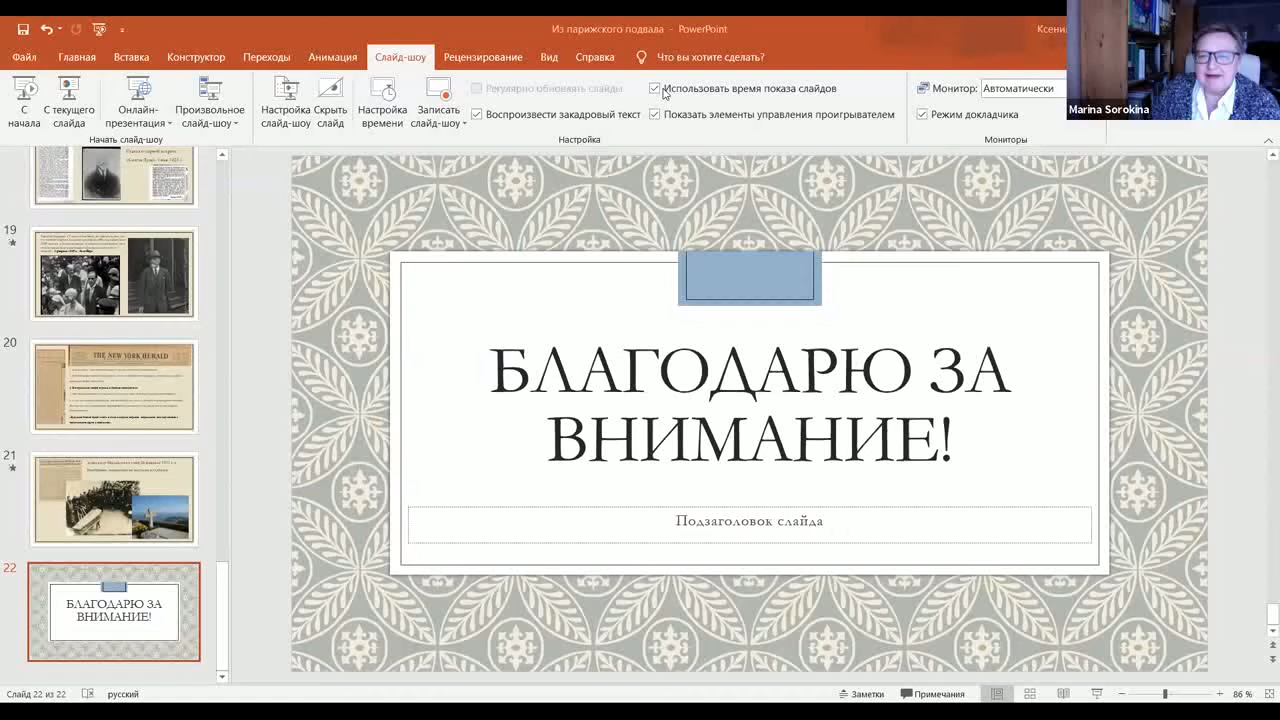 Из парижского подвала - PowerPoint
Файл
Главная
Вставка
Конструктор
Переходы
Анимация
Слайд-шоу
Рецензирование
Вид
Справка
Что вы хотите сделать?
С начала
С текущего слайда
Онлайн-презентация
Произвольное слайд-шоу
Начать слайд-шоу
Настройка слайд-шоу
Скрыть слайд
Настройка времени
Записать слайд-шоу
Регулярно обновлять слайды
Воспроизвести закадровый текст
Использовать время показа слайдов
Показать элементы управления проигрывателем
Настройка
Монитор: Автоматически
Режим докладчика
Мониторы
Marina Sorokina
19
20
THE NEW YORK HERALD
21
22
БЛАГОДАРЮ ЗА
ВНИМАНИЕ!
БЛАГОДАРЮ ЗА
ВНИМАНИЕ!
Подзаголовок слайда
Слайд 22 из 22
русский
Заметки
Примечания
86 %